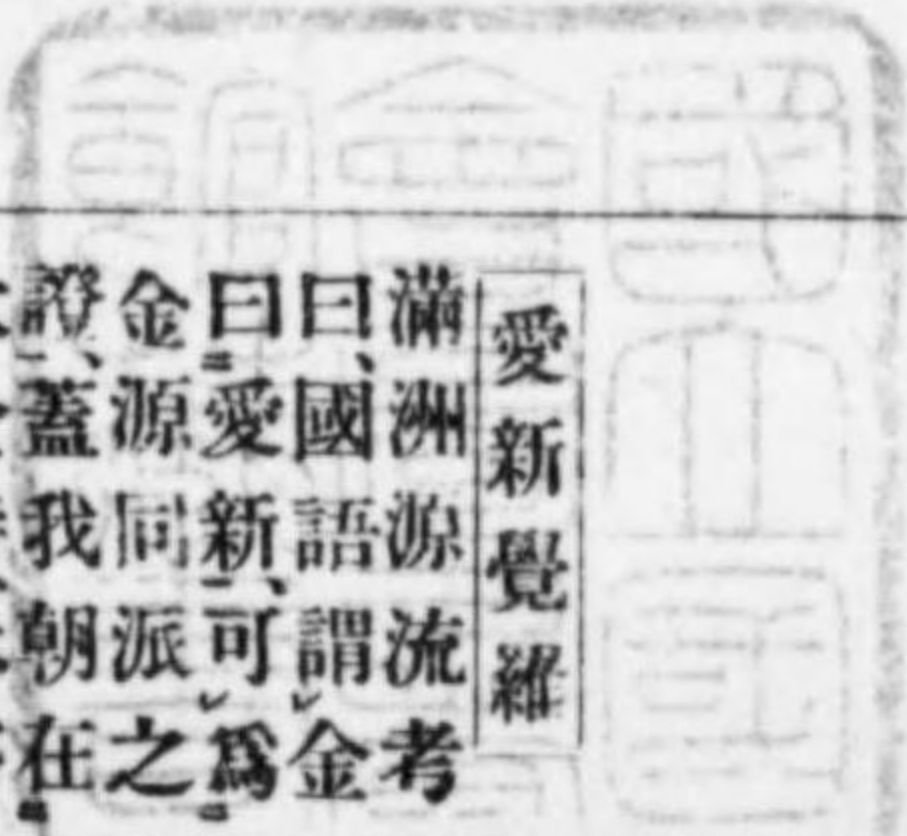 愛新覺維
滿洲源流考
曰、國語謂金
曰愛新、可爲
金源同派之
證、蓋我朝在